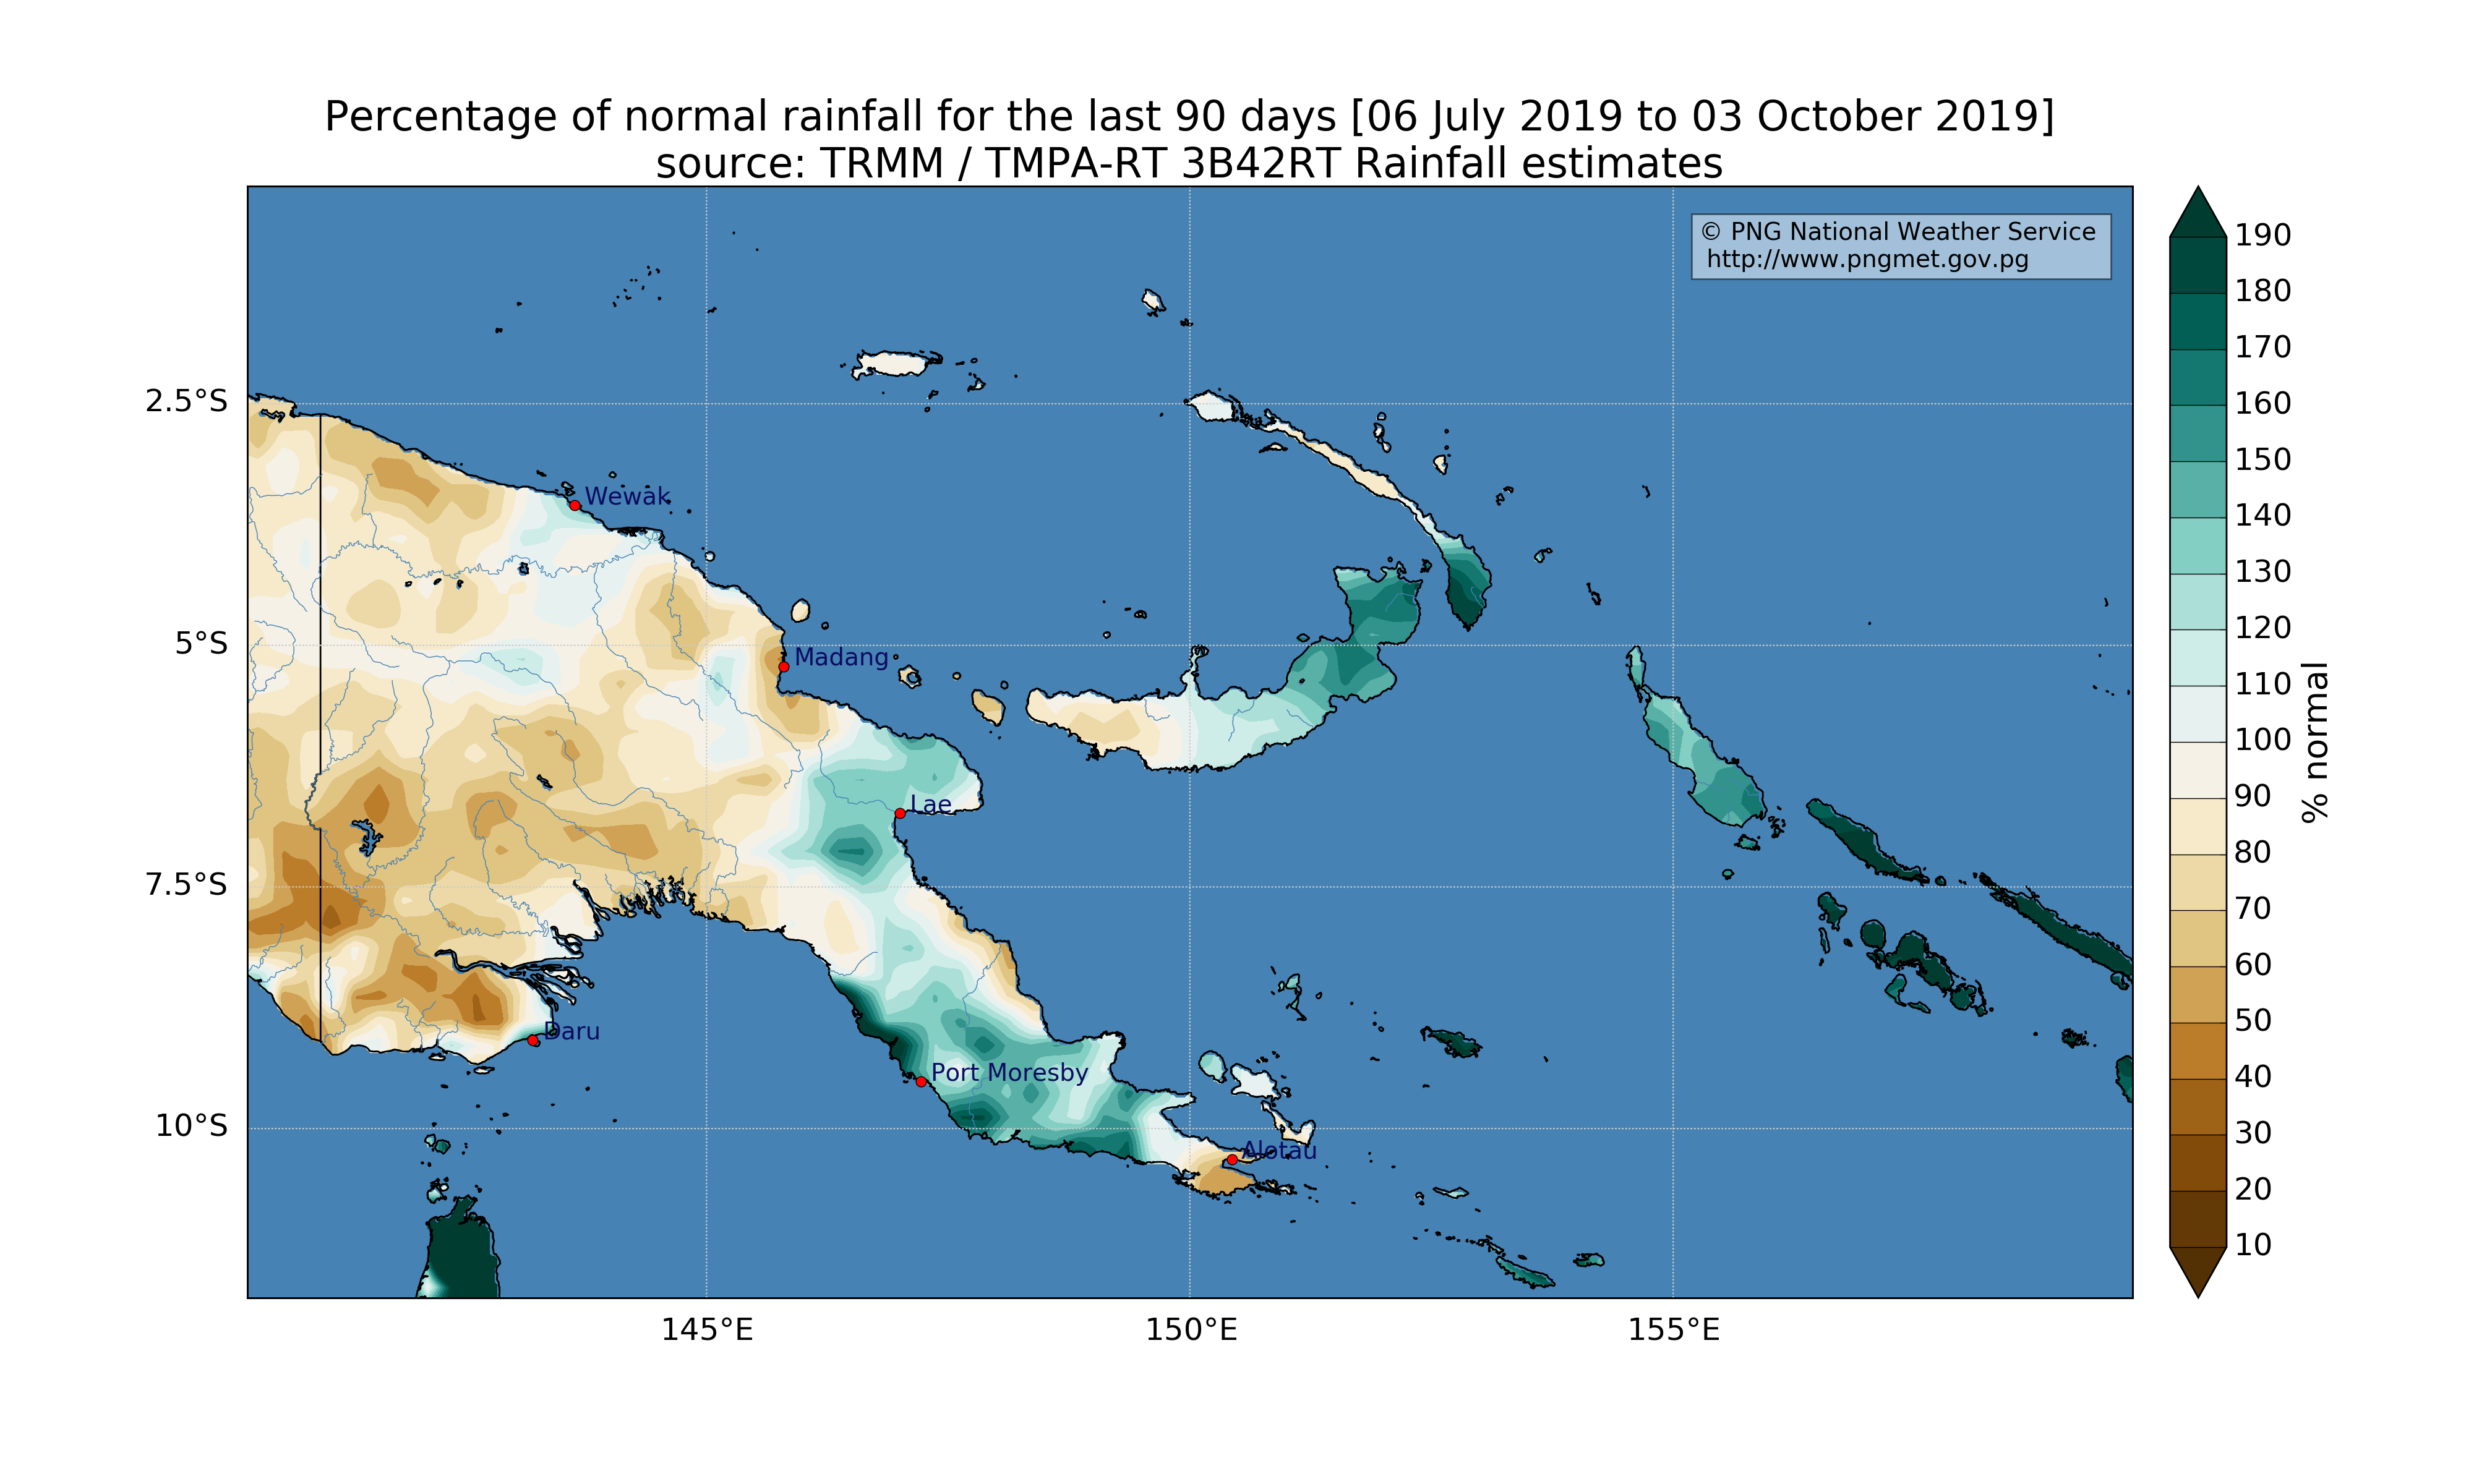 Percentage of normal rainfall for the last 90 days [06 July 2019 to 03 October 2019]
source: TRMM / TMPA-RT 3B42RT Rainfall estimates
© PNG National Weather Service
http://www.pngmet.gov.pg
2.5°S
5°S
7.5°S
10°S
Wewak
Madang
Lae
Daru
Port Moresby
Alotau
145°E
150°E
155°E
190
180
170
160
150
140
130
120
110
100
90
80
70
60
50
40
30
20
10
% normal